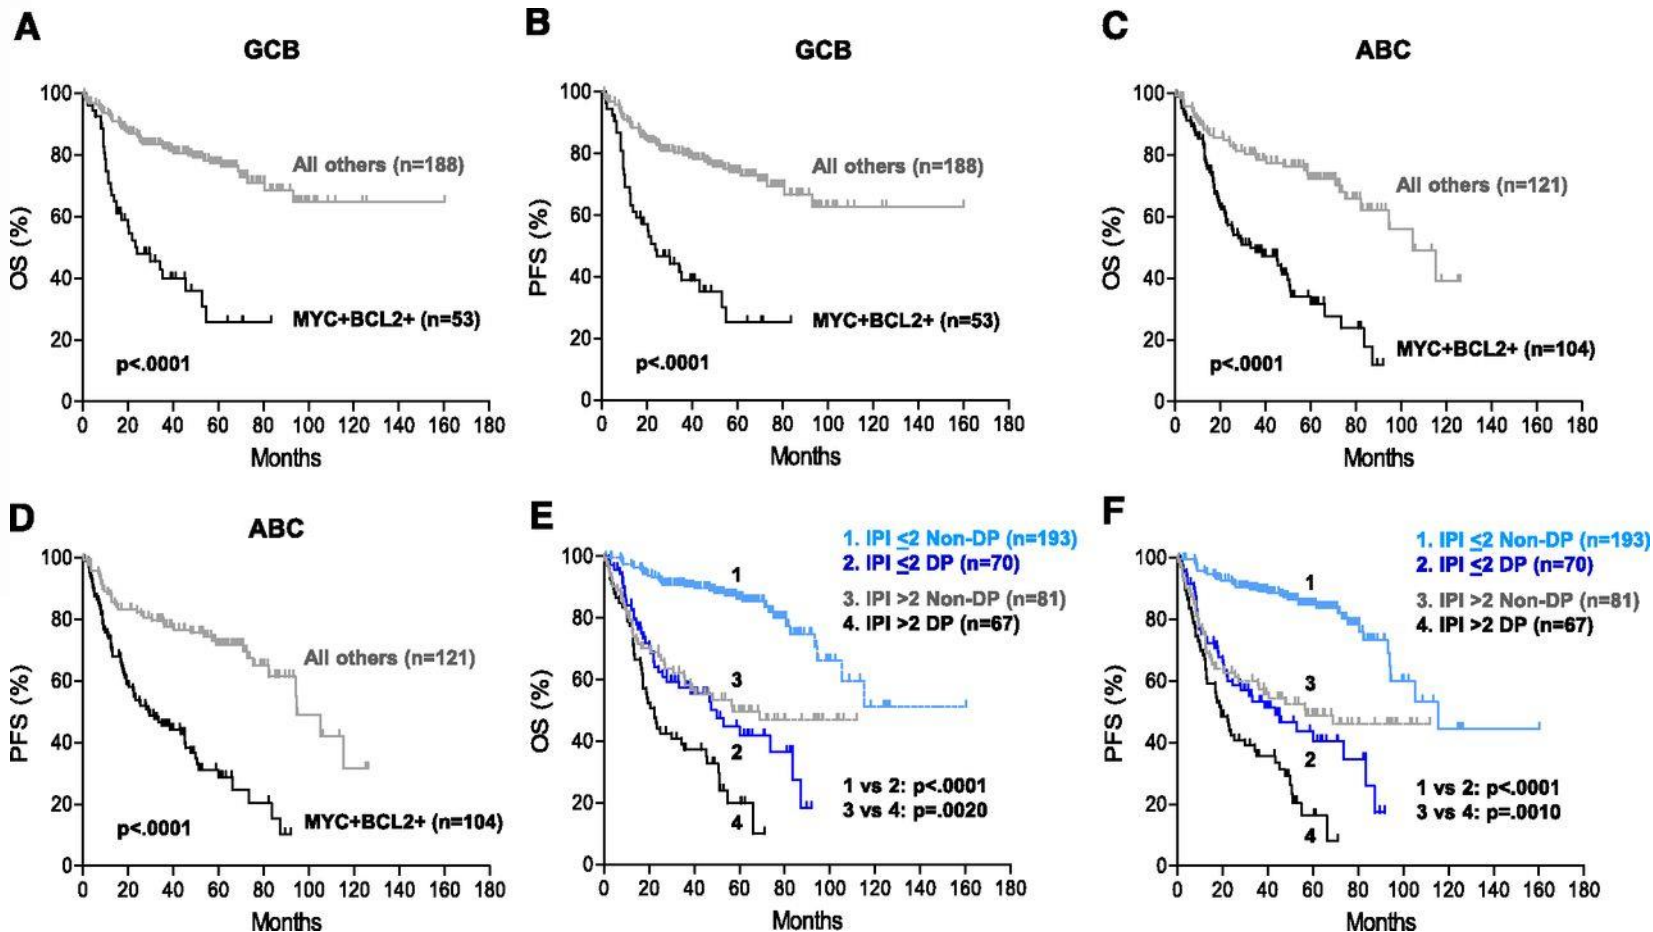 A
GCB
OS (%)
100
80
60
40
20
0
All others (n=188)
MYC+BCL2+ (n=53)
p<.0001
0 20 40 60 80 100 120 140 160 180
Months
B
GCB
PFS (%)
100
80
60
40
20
0
All others (n=188)
MYC+BCL2+ (n=53)
p<.0001
0 20 40 60 80 100 120 140 160 180
Months
C
ABC
OS (%)
100
80
60
40
20
0
All others (n=121)
MYC+BCL2+ (n=104)
p<.0001
0 20 40 60 80 100 120 140 160 180
Months
D
ABC
PFS (%)
100
80
60
40
20
0
All others (n=121)
MYC+BCL2+ (n=104)
p<.0001
0 20 40 60 80 100 120 140 160 180
Months
E
1. IPI ≤2 Non-DP (n=193)
2. IPI ≤2 DP (n=70)
3. IPI >2 Non-DP (n=81)
4. IPI >2 DP (n=67)
OS (%)
100
80
60
40
20
0
1
3
2
4
1 vs 2: p<.0001
3 vs 4: p=.0020
0 20 40 60 80 100 120 140 160 180
Months
F
1. IPI ≤2 Non-DP (n=193)
2. IPI ≤2 DP (n=70)
3. IPI >2 Non-DP (n=81)
4. IPI >2 DP (n=67)
PFS (%)
100
80
60
40
20
0
1
3
2
4
1 vs 2: p<.0001
3 vs 4: p=.0010
0 20 40 60 80 100 120 140 160 180
Months